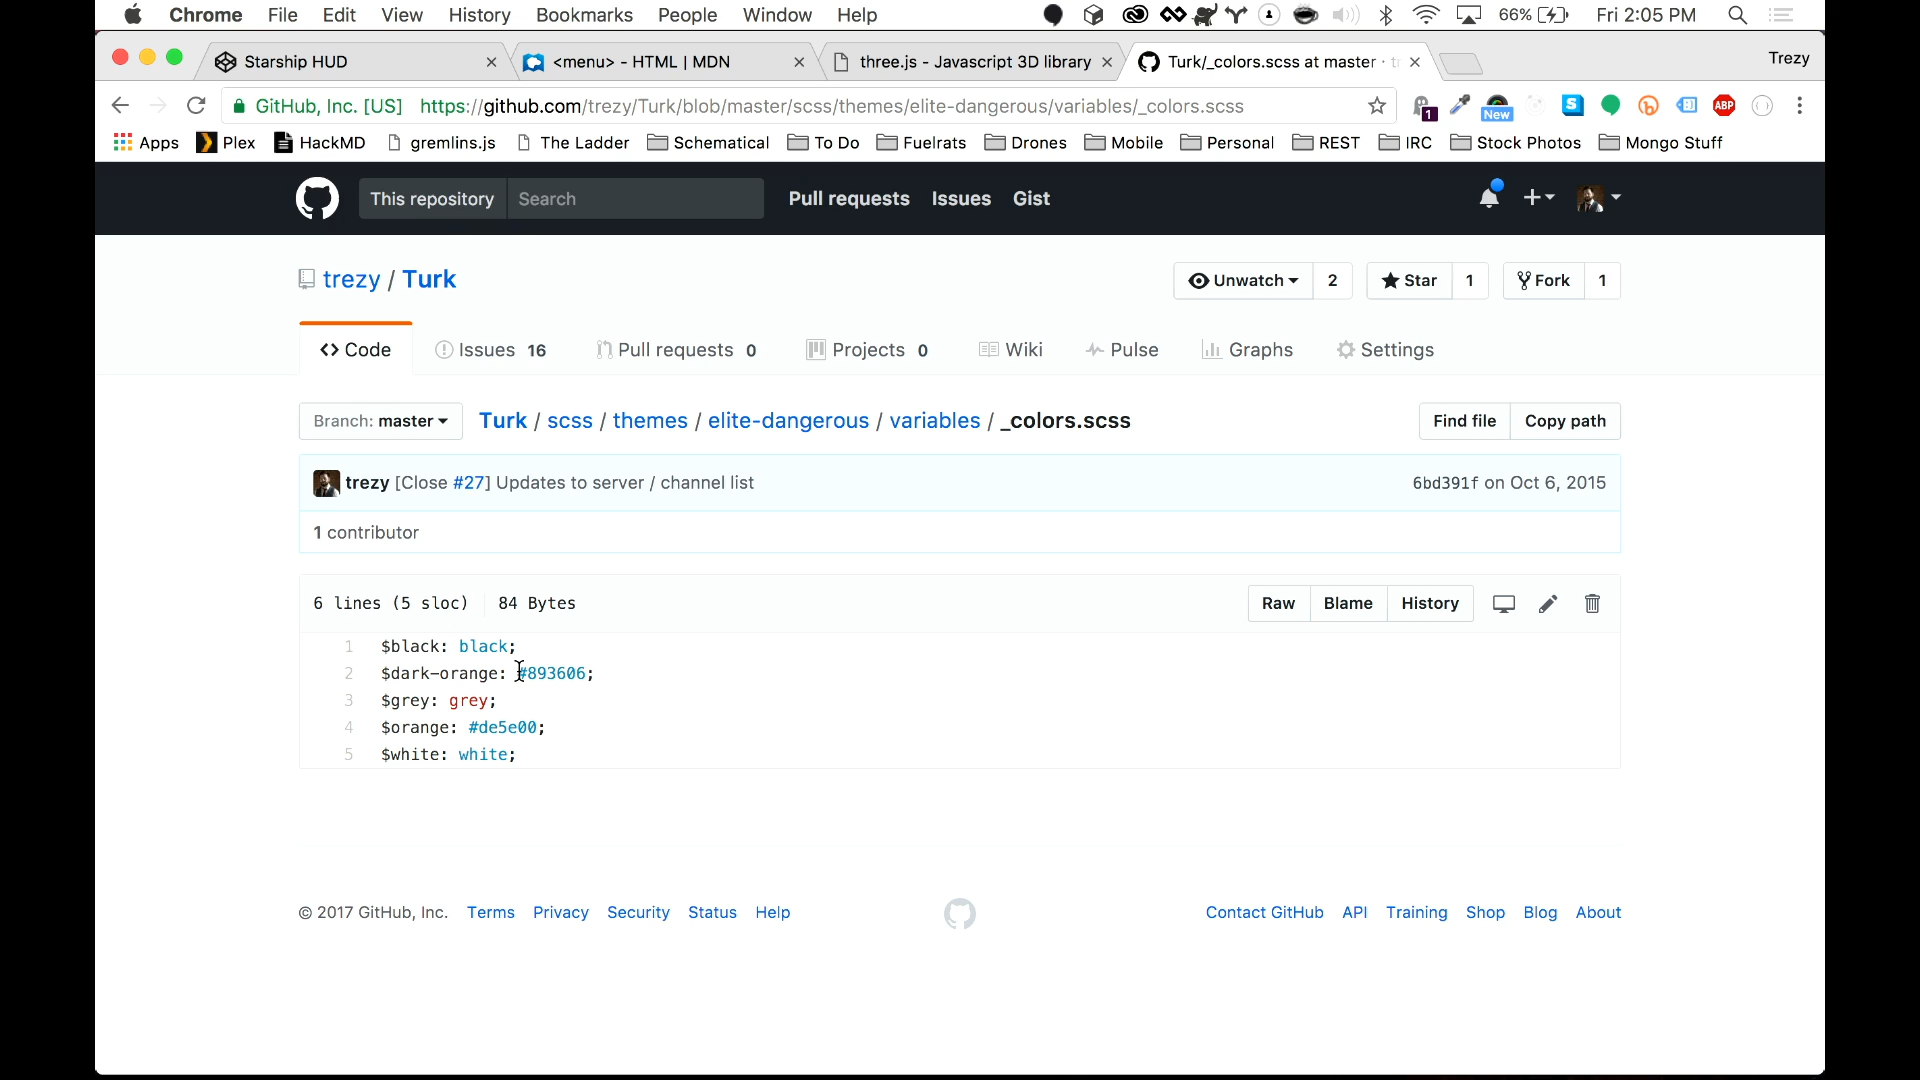 Chrome File Edit View History Bookmarks People Window Help 66% Fri 2:05 PM
Starship HUD <menu> - HTML | MDN three.js - Javascript 3D library Turk/_colors.scss at master · tr Trezy
GitHub, Inc. [US] https://github.com/trezy/Turk/blob/master/scss/themes/elite-dangerous/variables/_colors.scss 1 New ABP
Apps Plex HackMD gremlins.js The Ladder Schematical To Do Fuelrats Drones Mobile Personal REST IRC Stock Photos Mongo Stuff
This repository Search Pull requests Issues Gist
trezy / Turk Unwatch 2 Star 1 Fork 1
Code Issues 16 Pull requests 0 Projects 0 Wiki Pulse Graphs Settings
Branch: master Turk / scss / themes / elite-dangerous / variables / _colors.scss Find file Copy path
trezy [Close #27] Updates to server / channel list 6bd391f on Oct 6, 2015
1 contributor
6 lines (5 sloc) 84 Bytes Raw Blame History
1 $black: black;
2 $dark-orange: #893606;
3 $grey: grey;
4 $orange: #de5e00;
5 $white: white;
© 2017 GitHub, Inc. Terms Privacy Security Status Help Contact GitHub API Training Shop Blog About